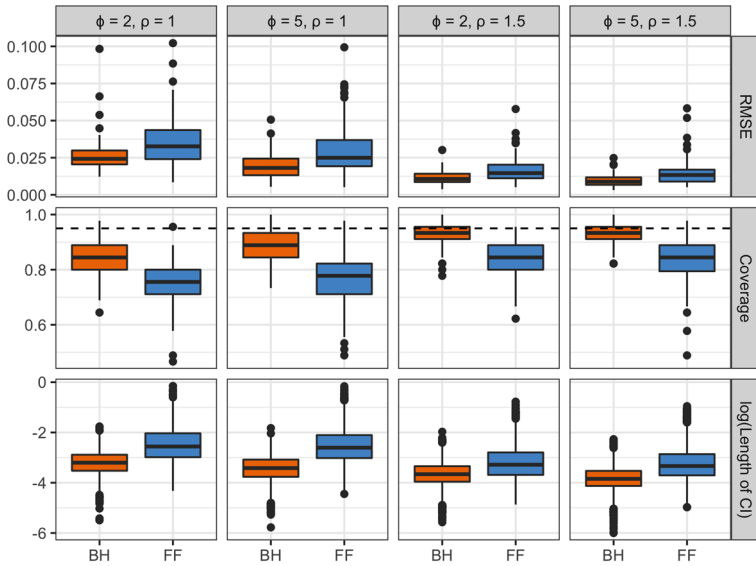 ϕ = 2, ρ = 1
ϕ = 5, ρ = 1
ϕ = 2, ρ = 1.5
ϕ = 5, ρ = 1.5
0.100
0.075
0.050
0.025
0.000
RMSE
1.0
0.8
0.6
Coverage
0
-2
-4
-6
log(Length of CI)
BH FF BH FF BH FF BH FF